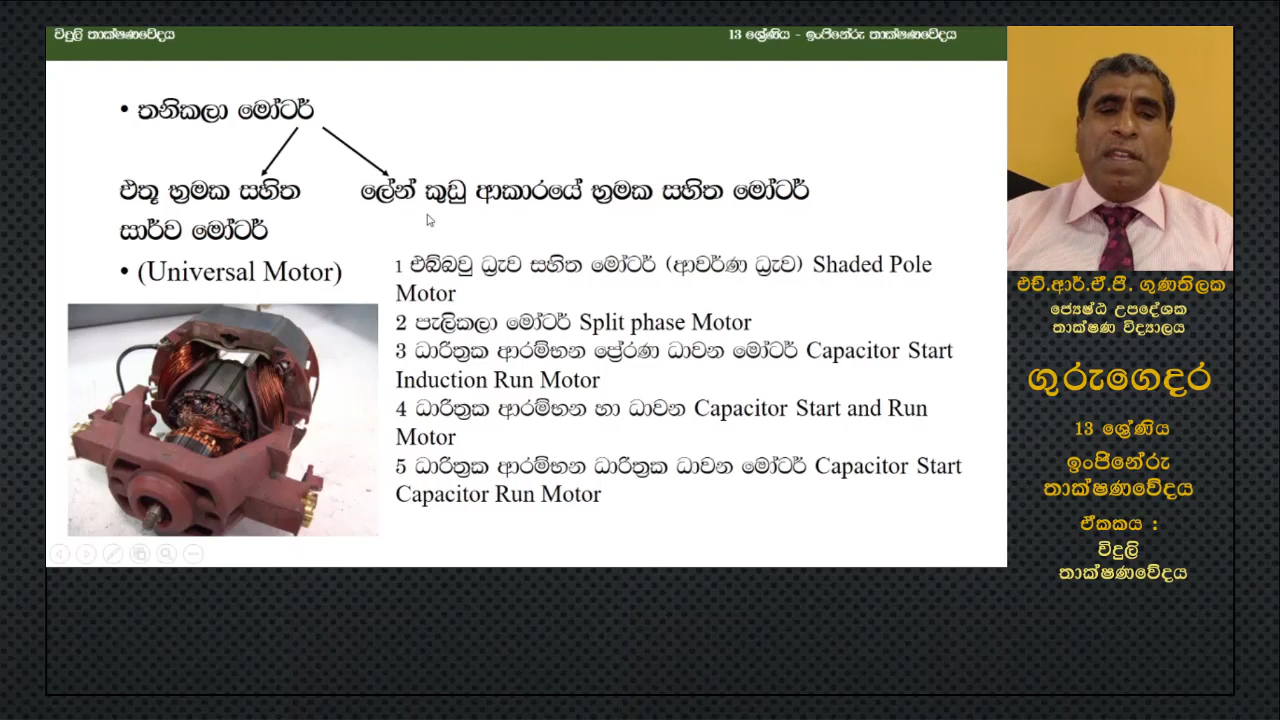 විදුලි තාක්ෂණවේදය
13 ශ්‍රේණිය - ඉංජිනේරු තාක්ෂණවේදය
• තනිකලා මෝටර්
ඒතූ භ්‍රමක සහිත
සාර්ව මෝටර්
• (Universal Motor)
ලේන් කුඩු ආකාරයේ භ්‍රමක සහිත මෝටර්
1 එබ්බවු ධ්‍රැව සහිත මෝටර් (ආවර්ණ ධ්‍රැව) Shaded Pole
Motor
2 පැලිකලා මෝටර් Split phase Motor
3 ධාරිත්‍රක ආරම්භන ප්‍රේරණ ධාවන මෝටර් Capacitor Start
Induction Run Motor
4 ධාරිත්‍රක ආරම්භන හා ධාවන Capacitor Start and Run
Motor
5 ධාරිත්‍රක ආරම්භන ධාරිත්‍රක ධාවන මෝටර් Capacitor Start
Capacitor Run Motor
එච්.ආර්.ඒ.පී. ගුණතිලක
ජ්‍යෙෂ්ඨ උපදේශක
තාක්ෂණ විද්‍යාලය
ගුරුගෙදර
13 ශ්‍රේණිය
ඉංජිනේරු
තාක්ෂණවේදය
ඒකකය :
විදුලි
තාක්ෂණවේදය